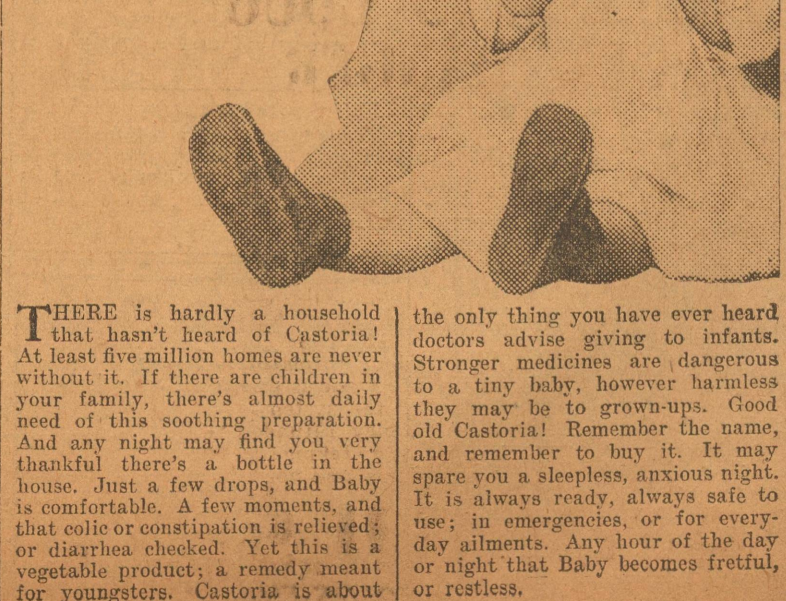 THERE is hardly a household
that hasn't heard of Castoria!
At least five million homes are never
without it. If there are children in
your family, there's almost daily
need of this soothing preparation.
And any night may find you very
thankful there's a bottle in the
house. Just a few drops, and Baby
is comfortable. A few moments, and
that colic or constipation is relieved;
or diarrhea checked. Yet this is a
vegetable product; a remedy meant
for youngsters. Castoria is about
the only thing you have ever heard
doctors advise giving to infants.
Stronger medicines are dangerous
to a tiny baby, however harmless
they may be to grown-ups. Good
old Castoria! Remember the name,
and remember to buy it. It may
spare you a sleepless, anxious night.
It is always ready, always safe to
use; in emergencies, or for every-
day ailments. Any hour of the day
or night that Baby becomes fretful,
or restless.